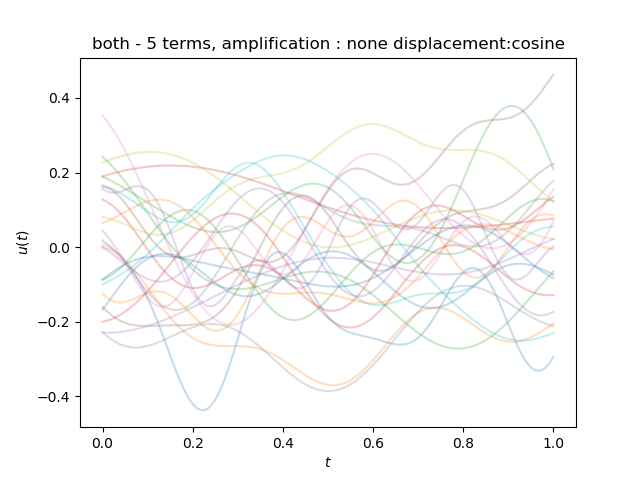 both - 5 terms, amplification : none displacement:cosine
0.4
0.2
0.0
−0.2
−0.4
u(t)
0.0 0.2 0.4 0.6 0.8 1.0
t